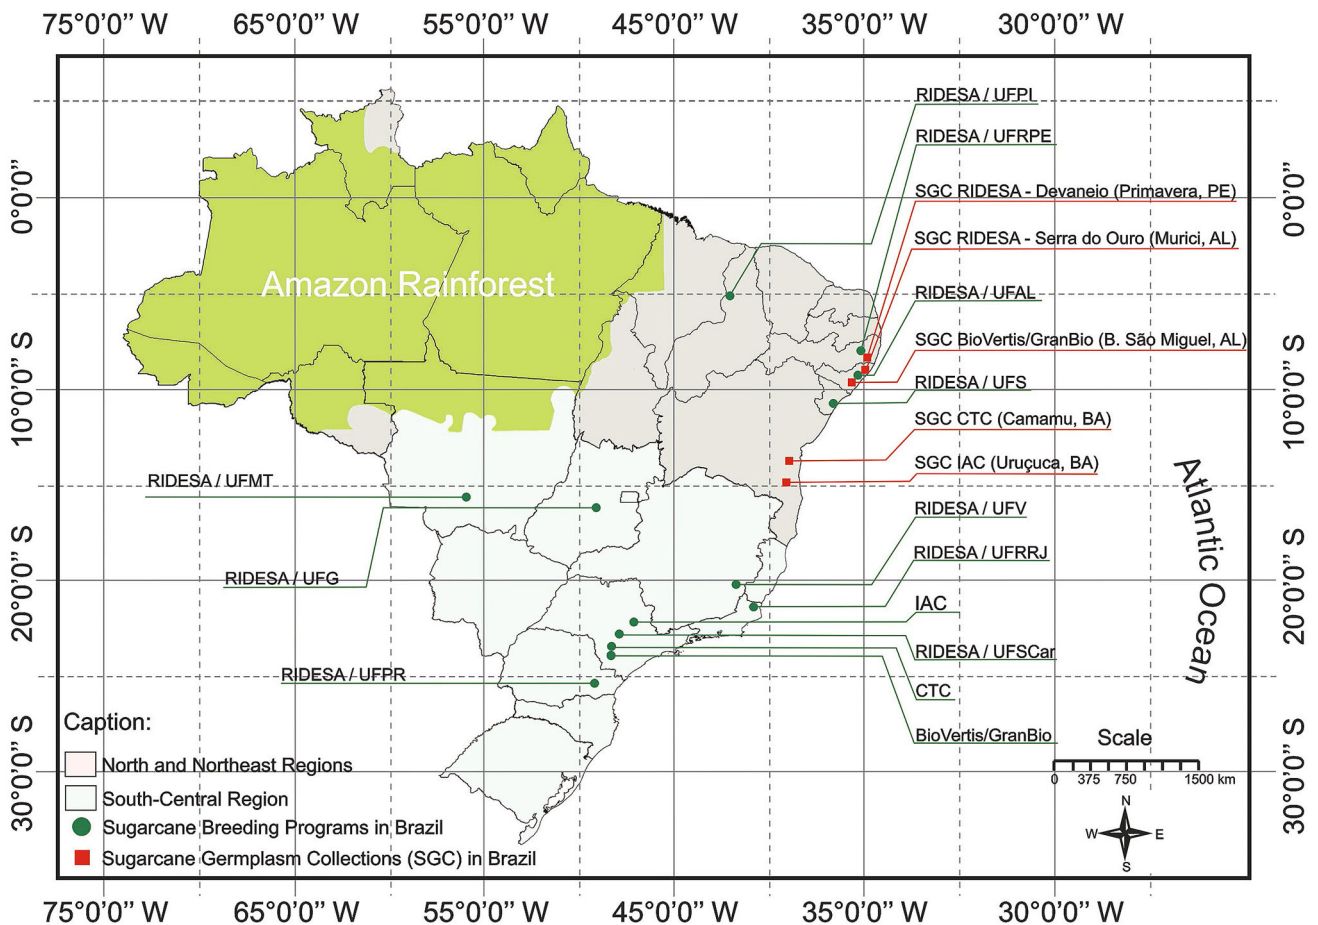 75°0'0" W 65°0'0" W 55°0'0" W 45°0'0" W 35°0'0" W 30°0'0" W
RIDESA / UFPI
RIDESA / UFRPE
0°0'0"
0°0'0"
SGC RIDESA - Devaneio (Primavera, PE)
SGC RIDESA - Serra do Ouro (Murici, AL)
Amazon Rainforest
RIDESA / UFAL
SGC BioVertis/GranBio (B. São Miguel, AL)
10°0'0" S
10°0'0" S
RIDESA / UFS
SGC CTC (Camamu, BA)
SGC IAC (Uruçuca, BA)
RIDESA / UFMT
RIDESA / UFV
RIDESA / UFRRJ
Atlantic Ocean
20°0'0" S
20°0'0" S
RIDESA / UFG
IAC
RIDESA / UFSCar
RIDESA / UFPR
CTC
BioVertis/GranBio
30°0'0" S
30°0'0" S
Caption:
North and Northeast Regions
South-Central Region
Sugarcane Breeding Programs in Brazil
Sugarcane Germplasm Collections (SGC) in Brazil
Scale
0 375 750 1500 km
N
W E
S
75°0'0" W 65°0'0" W 55°0'0" W 45°0'0" W 35°0'0" W 30°0'0" W